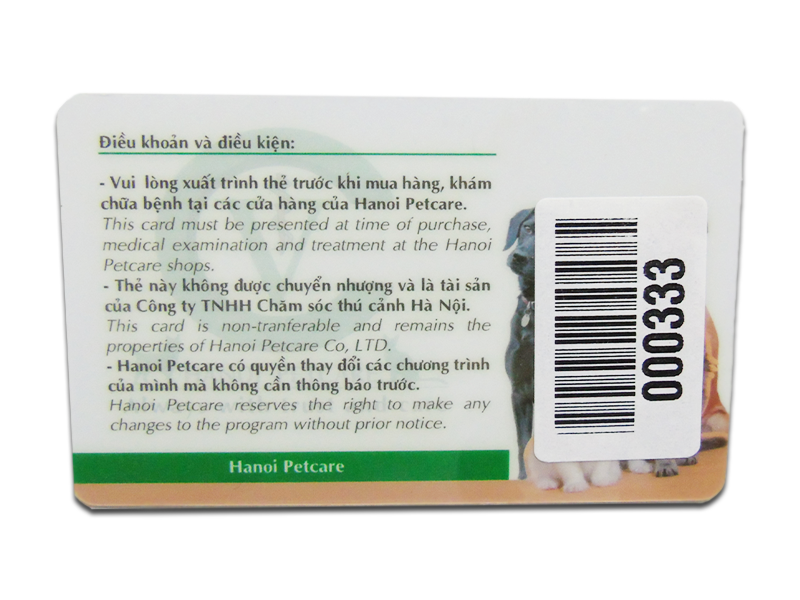 Điều khoản và điều kiện:
- Vui lòng xuất trình thẻ trước khi mua hàng, khám
chữa bệnh tại các cửa hàng của Hanoi Petcare.
This card must be presented at time of purchase,
medical examination and treatment at the Hanoi
Petcare shops.
- Thẻ này không được chuyển nhượng và là tài sản
của Công ty TNHH Chăm sóc thú cảnh Hà Nội.
This card is non-tranferable and remains the
properties of Hanoi Petcare Co, LTD.
- Hanoi Petcare có quyền thay đổi các chương trình
của mình mà không cần thông báo trước.
Hanoi Petcare reserves the right to make any
changes to the program without prior notice.
Hanoi Petcare
000333